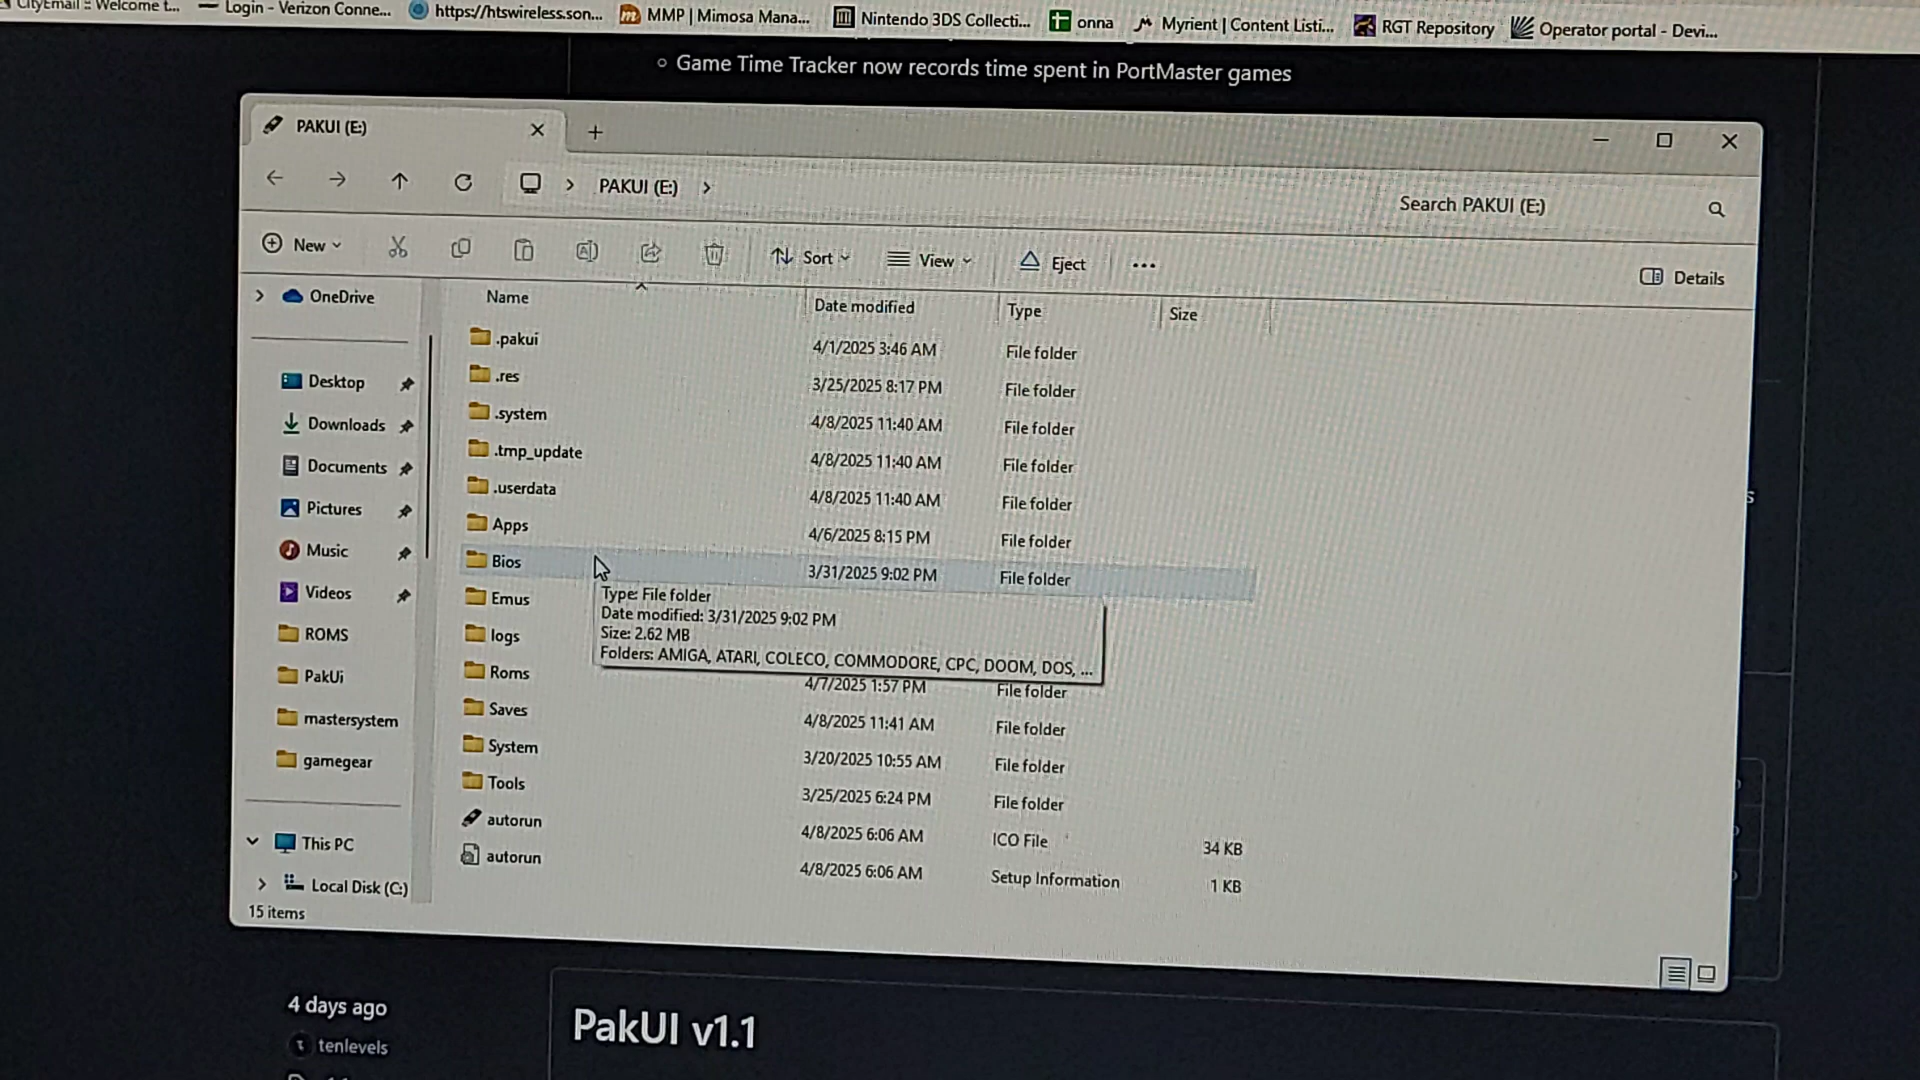 CityEmail :: Welcome t... Login - Verizon Conne... https://htswireless.son... MMP | Mimosa Mana... Nintendo 3DS Collecti... onna Myrient | Content Listi... RGT Repository Operator portal - Devi...
Game Time Tracker now records time spent in PortMaster games
PAKUI (E:)
PAKUI (E:)
Search PAKUI (E:)
New Sort View Eject ... Details
OneDrive
Desktop
Downloads
Documents
Pictures
Music
Videos
ROMS
PakUi
mastersystem
gamegear
This PC
Local Disk (C:)
15 items
Name Date modified Type Size
.pakui 4/1/2025 3:46 AM File folder
.res 3/25/2025 8:17 PM File folder
.system 4/8/2025 11:40 AM File folder
.tmp_update 4/8/2025 11:40 AM File folder
.userdata 4/8/2025 11:40 AM File folder
Apps 4/6/2025 8:15 PM File folder
Bios 3/31/2025 9:02 PM File folder
Emus
logs
Roms 4/7/2025 1:57 PM File folder
Saves 4/8/2025 11:41 AM File folder
System 3/20/2025 10:55 AM File folder
Tools 3/25/2025 6:24 PM File folder
autorun 4/8/2025 6:06 AM ICO File 34 KB
autorun 4/8/2025 6:06 AM Setup Information 1 KB
Type: File folder
Date modified: 3/31/2025 9:02 PM
Size: 2.62 MB
Folders: AMIGA, ATARI, COLECO, COMMODORE, CPC, DOOM, DOS, ...
4 days ago
tenlevels
PakUI v1.1